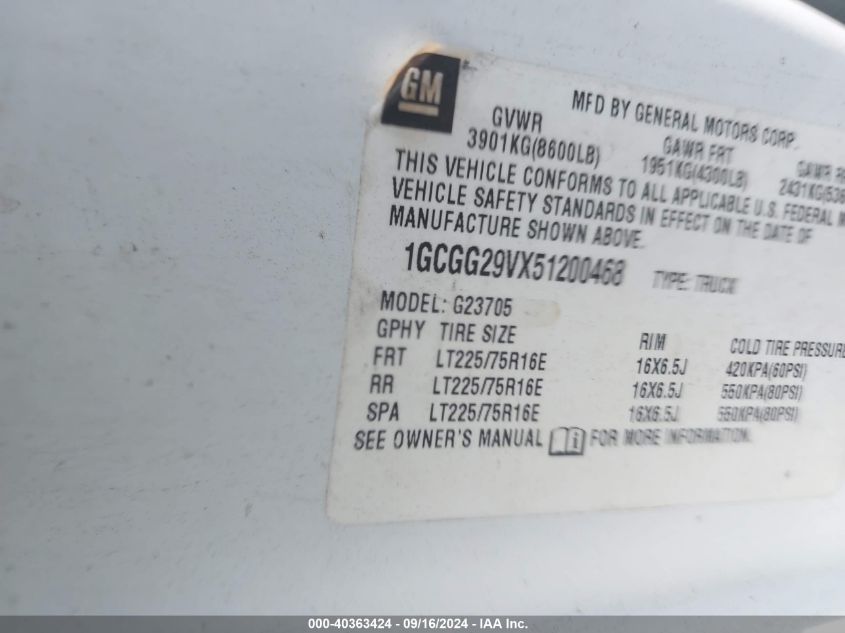 GM
MFD BY GENERAL MOTORS CORP.
GVWR GAWR FRT GAWR
3901KG(8600LB) 1951KG(4300LB) 2431KG(
THIS VEHICLE CONFORMS TO ALL APPLICABLE U.S. FEDERAL
VEHICLE SAFETY STANDARDS IN EFFECT ON THE DATE OF
MANUFACTURE SHOWN ABOVE.
1GCGG29VX51200468 TYPE: TRUCK
MODEL: G23705
GPHY TIRE SIZE RIM COLD TIRE PRESSURE
FRT LT225/75R16E 16X6.5J 420KPA(60PSI)
RR LT225/75R16E 16X6.5J 550KPA(80PSI)
SPA LT225/75R16E 16X6.5J 550KPA(80PSI)
SEE OWNER'S MANUAL i FOR MORE INFORMATION.
000-40363424 - 09/16/2024 - IAA Inc.